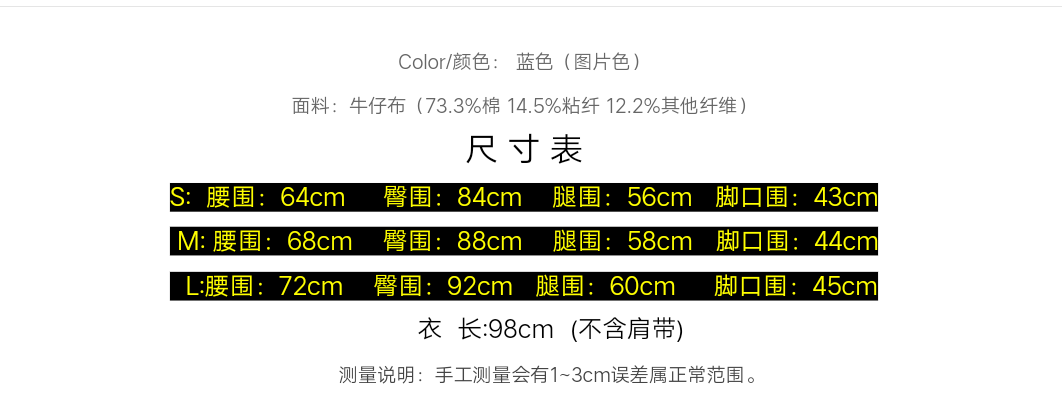 Color/颜色： 蓝色（图片色）
面料：牛仔布（73.3%棉 14.5%粘纤 12.2%其他纤维）
尺 寸 表
S: 腰围：64cm 臀围：84cm 腿围：56cm 脚口围：43cm
M: 腰围：68cm 臀围：88cm 腿围：58cm 脚口围：44cm
L:腰围：72cm 臀围：92cm 腿围：60cm 脚口围：45cm
衣 长:98cm (不含肩带)
测量说明：手工测量会有1~3cm误差属正常范围。